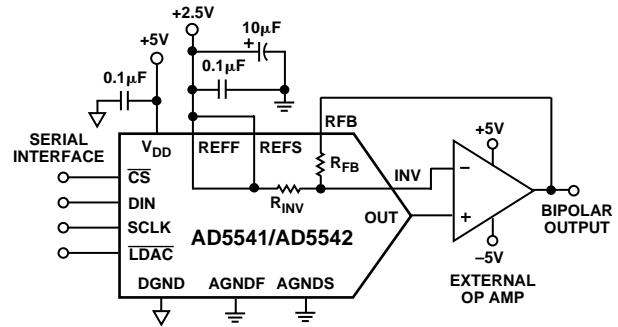 +2.5V
+5V
10μF
+
0.1μF
0.1μF
RFB
+5V
SERIAL
INTERFACE
VDD
REFF
REFS
RFB
INV
CS
DIN
RINV
OUT
−
+
BIPOLAR
OUTPUT
SCLK
AD5541/AD5542
LDAC
–5V
DGND
AGNDF
AGNDS
EXTERNAL
OP AMP